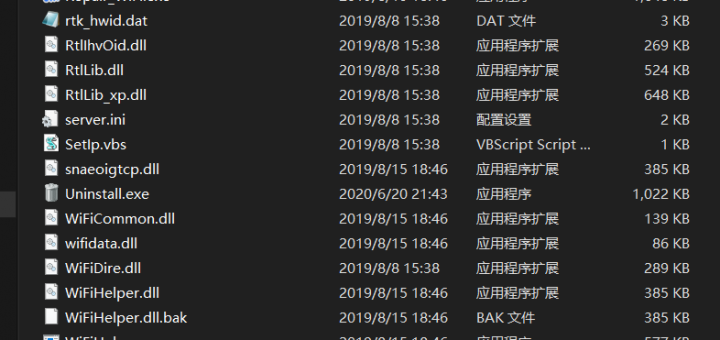 rtk_hwid.dat 2019/8/8 15:38 DAT 文件 3 KB
RtlIhvOid.dll 2019/8/8 15:38 应用程序扩展 269 KB
RtlLib.dll 2019/8/8 15:38 应用程序扩展 524 KB
RtlLib_xp.dll 2019/8/8 15:38 应用程序扩展 648 KB
server.ini 2019/8/8 15:38 配置设置 2 KB
SetIp.vbs 2019/8/8 15:38 VBScript Script ... 1 KB
snaeoigtcp.dll 2019/8/15 18:46 应用程序扩展 385 KB
Uninstall.exe 2020/6/20 21:43 应用程序 1,022 KB
WiFiCommon.dll 2019/8/15 18:46 应用程序扩展 139 KB
wifidata.dll 2019/8/15 18:46 应用程序扩展 86 KB
WiFiDire.dll 2019/8/8 15:38 应用程序扩展 289 KB
WiFiHelper.dll 2019/8/15 18:46 应用程序扩展 385 KB
WiFiHelper.dll.bak 2019/8/15 18:46 BAK 文件 385 KB